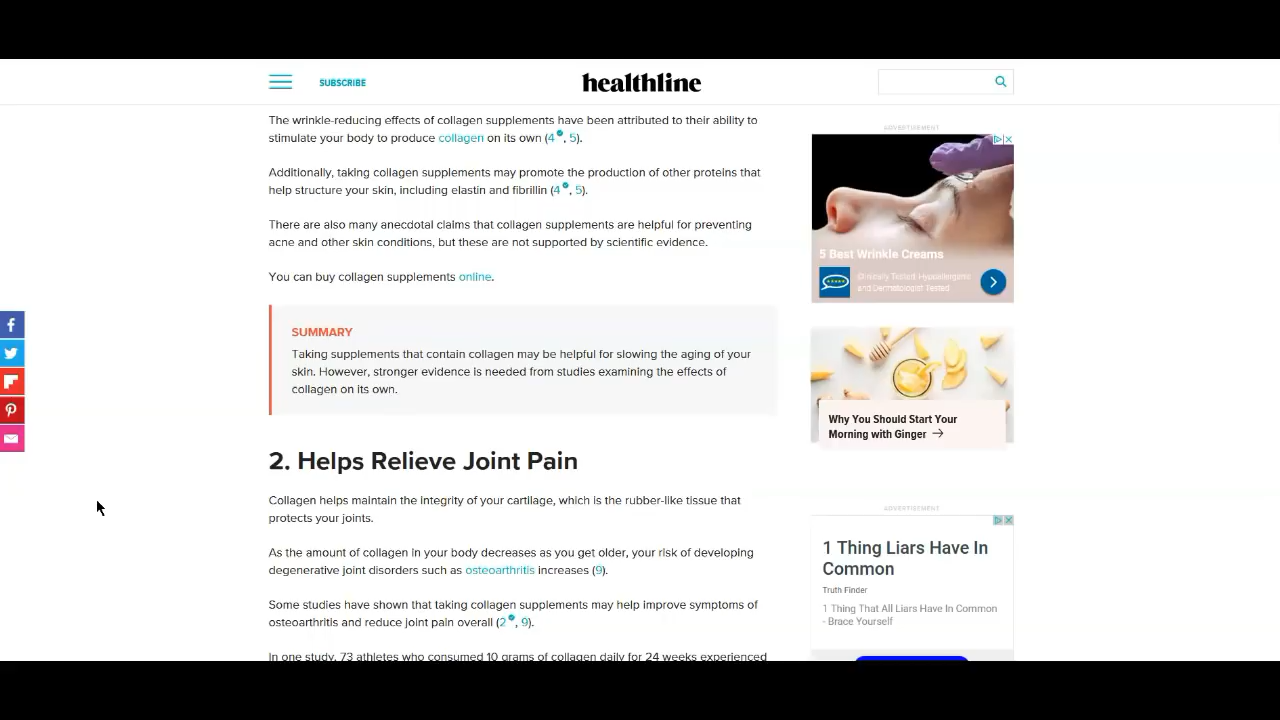 SUBSCRIBE
healthline
The wrinkle-reducing effects of collagen supplements have been attributed to their ability to
stimulate your body to produce collagen on its own (4, 5).
Additionally, taking collagen supplements may promote the production of other proteins that
help structure your skin, including elastin and fibrillin (4, 5).
There are also many anecdotal claims that collagen supplements are helpful for preventing
acne and other skin conditions, but these are not supported by scientific evidence.
You can buy collagen supplements online.
SUMMARY
Taking supplements that contain collagen may be helpful for slowing the aging of your
skin. However, stronger evidence is needed from studies examining the effects of
collagen on its own.
2. Helps Relieve Joint Pain
Collagen helps maintain the integrity of your cartilage, which is the rubber-like tissue that
protects your joints.
As the amount of collagen in your body decreases as you get older, your risk of developing
degenerative joint disorders such as osteoarthritis increases (9).
Some studies have shown that taking collagen supplements may help improve symptoms of
osteoarthritis and reduce joint pain overall (2, 9).
In one study, 73 athletes who consumed 10 grams of collagen daily for 24 weeks experienced
ADVERTISEMENT
5 Best Wrinkle Creams
Clinically Tested, Hypoallergenic
and Dermatologist Tested
Why You Should Start Your
Morning with Ginger →
ADVERTISEMENT
1 Thing Liars Have In
Common
Truth Finder
1 Thing That All Liars Have In Common
- Brace Yourself